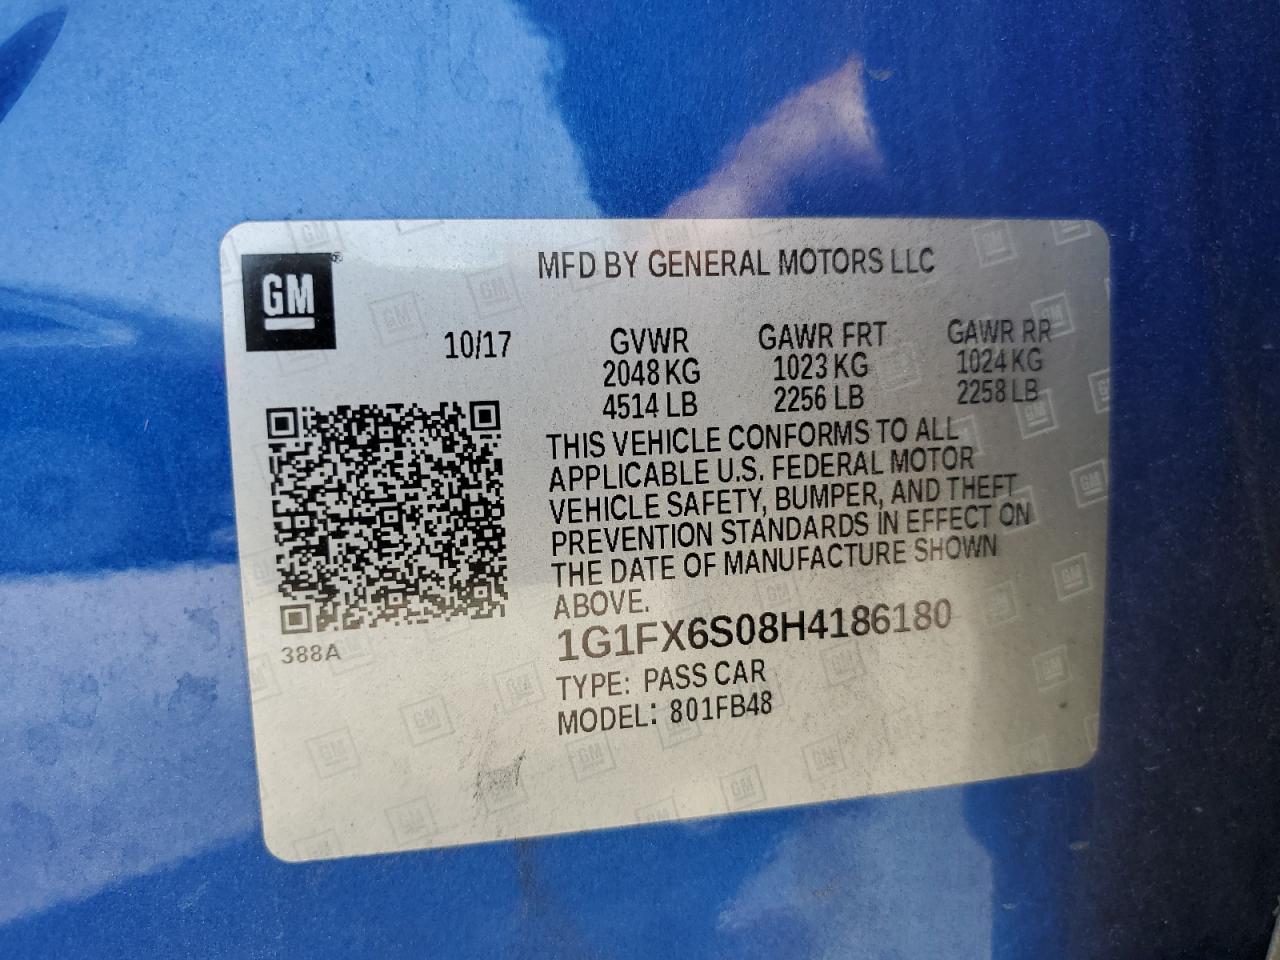 MFD BY GENERAL MOTORS LLC
GM
10/17
GVWR GAWR FRT GAWR RR
2048 KG 1023 KG 1024 KG
4514 LB 2256 LB 2258 LB
THIS VEHICLE CONFORMS TO ALL
APPLICABLE U.S. FEDERAL MOTOR
VEHICLE SAFETY, BUMPER, AND THEFT
PREVENTION STANDARDS IN EFFECT ON
THE DATE OF MANUFACTURE SHOWN
ABOVE.
388A
1G1FX6S08H4186180
TYPE: PASS CAR
MODEL: 801FB48